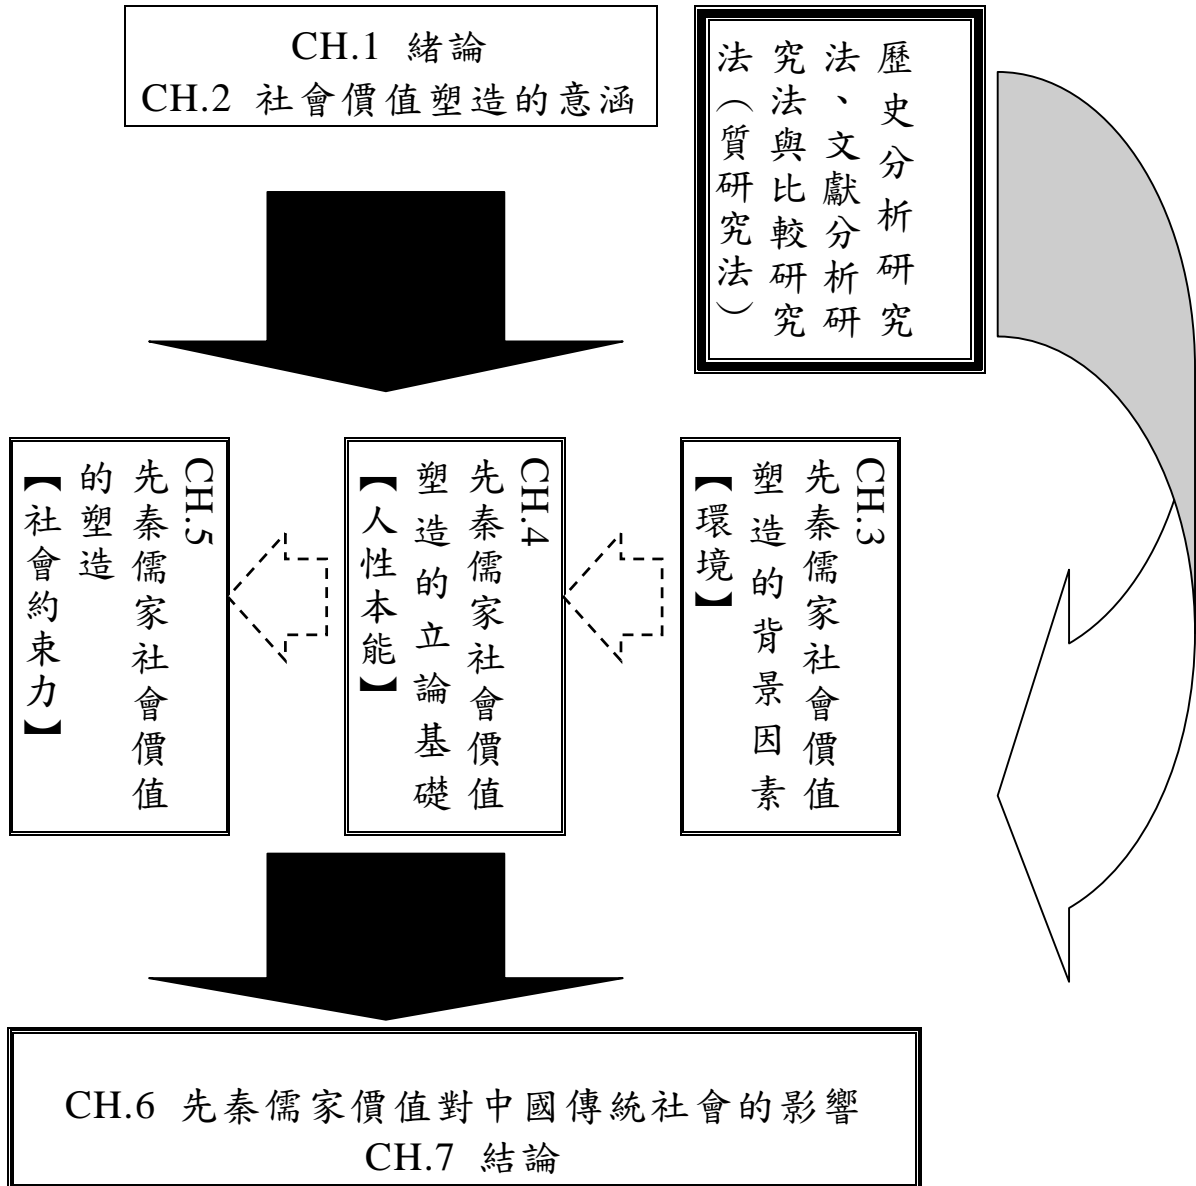 CH.1 緒論
CH.2 社會價值塑造的意涵
歷史分析研究
法、文獻分析研
究法與比較研究
法（質研究法）
CH.3
先秦儒家社會價值
塑造的背景因素
【環境】
CH.4
先秦儒家社會價值
塑造的立論基礎
【人性本能】
CH.5
先秦儒家社會價值
的塑造
【社會約束力】
CH.6 先秦儒家價值對中國傳統社會的影響
CH.7 結論